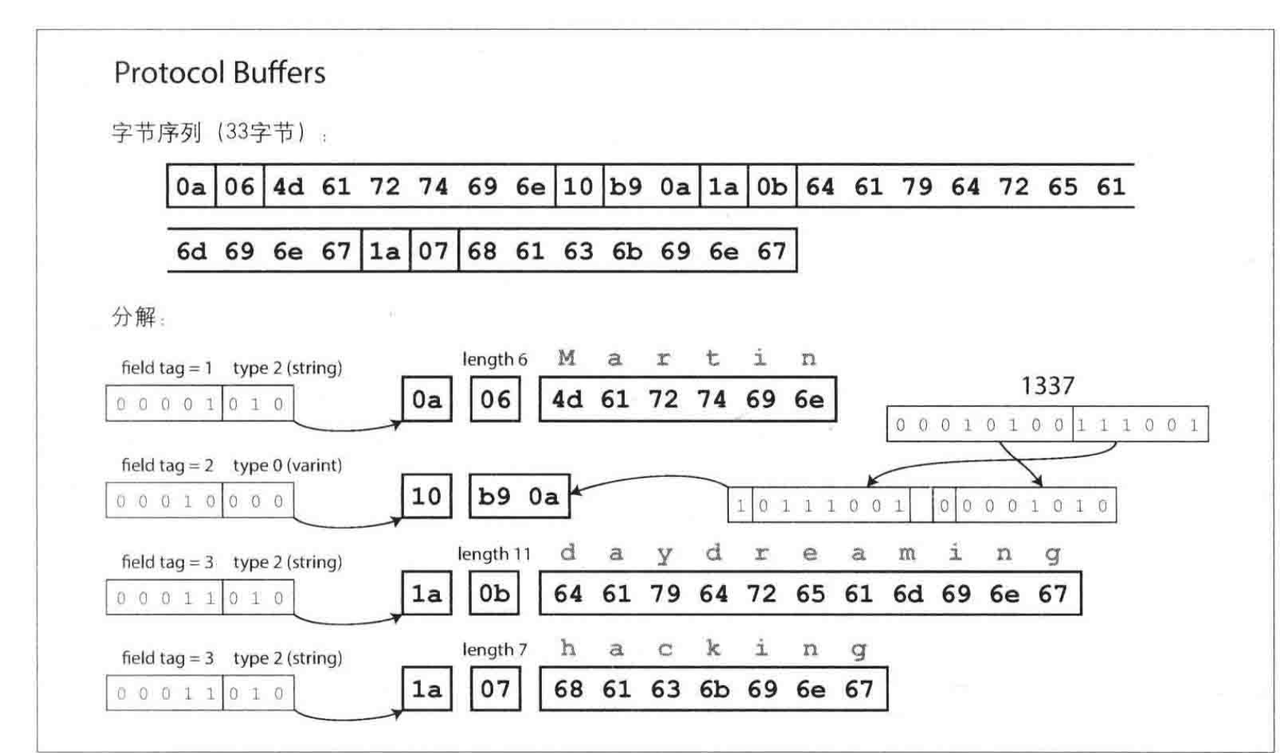 Protocol Buffers
字节序列（33字节）:
0a 06 4d 61 72 74 69 6e 10 b9 0a 1a 0b 64 61 79 64 72 65 61
6d 69 6e 67 1a 07 68 61 63 6b 69 6e 67
分解:
field tag = 1 type 2 (string) length 6 M a r t i n
0 0 0 0 1 0 1 0 0a 06 4d 61 72 74 69 6e
1337
0 0 0 1 0 1 0 0 1 1 1 0 0 1
field tag = 2 type 0 (varint)
0 0 0 1 0 0 0 0 10 b9 0a 1 0 1 1 1 0 0 1 0 0 0 0 1 0 1 0
field tag = 3 type 2 (string) length 11 d a y d r e a m i n g
0 0 0 1 1 0 1 0 1a 0b 64 61 79 64 72 65 61 6d 69 6e 67
field tag = 3 type 2 (string) length 7 h a c k i n g
0 0 0 1 1 0 1 0 1a 07 68 61 63 6b 69 6e 67